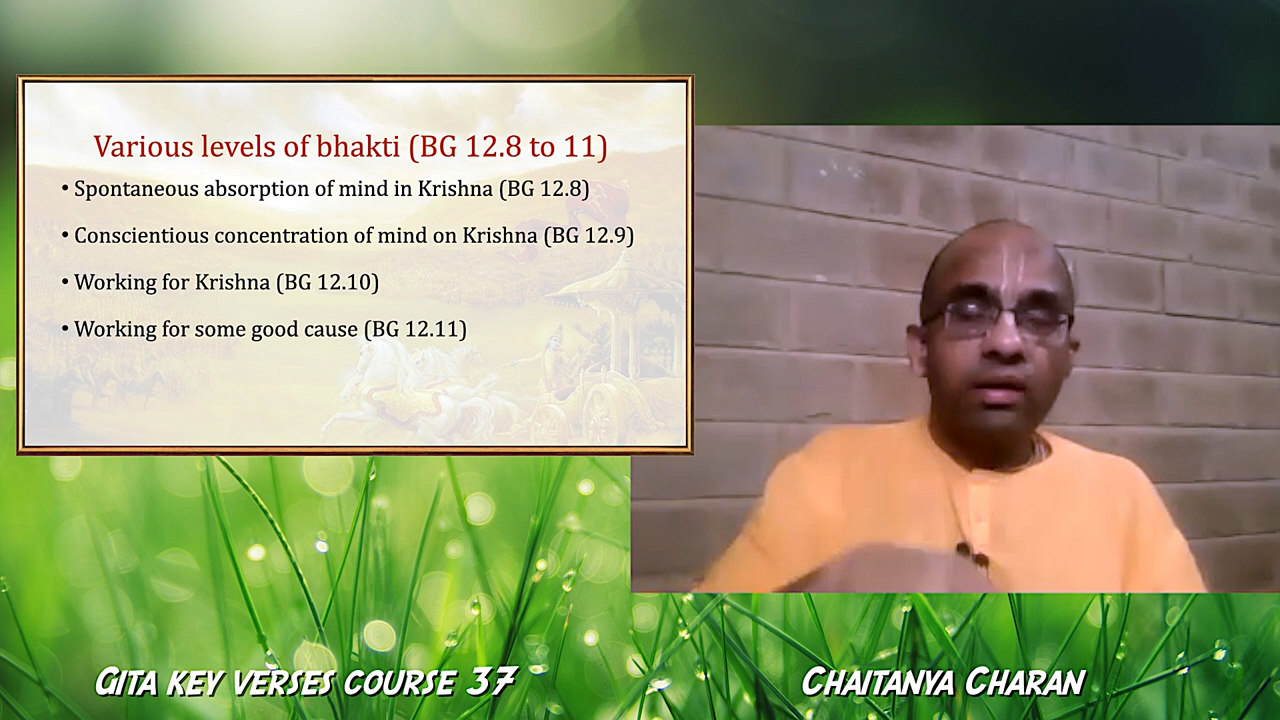 Various levels of bhakti (BG 12.8 to 11)
• Spontaneous absorption of mind in Krishna (BG 12.8)
• Conscientious concentration of mind on Krishna (BG 12.9)
• Working for Krishna (BG 12.10)
• Working for some good cause (BG 12.11)
GITA KEY VERSES COURSE 37
CHAITANYA CHARAN